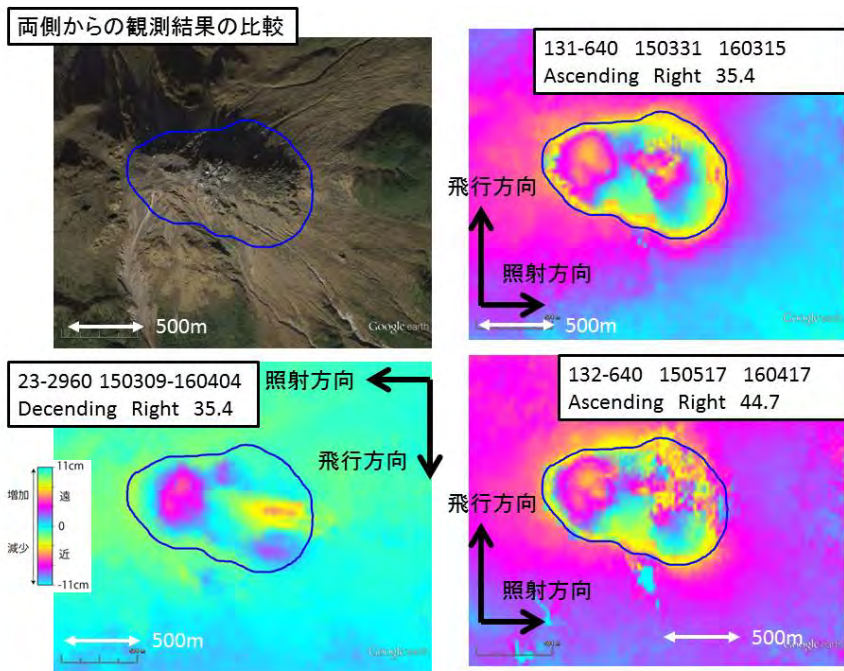 両側からの観測結果の比較
500m
Google earth
131-640 150331 160315
Ascending Right 35.4
飛行方向
照射方向
500m
Google earth
23-2960 150309-160404
Decending Right 35.4
照射方向
飛行方向
11cm
増加
遠
0
減少
近
-11cm
500m
Google earth
132-640 150517 160417
Ascending Right 44.7
飛行方向
照射方向
500m
Google earth